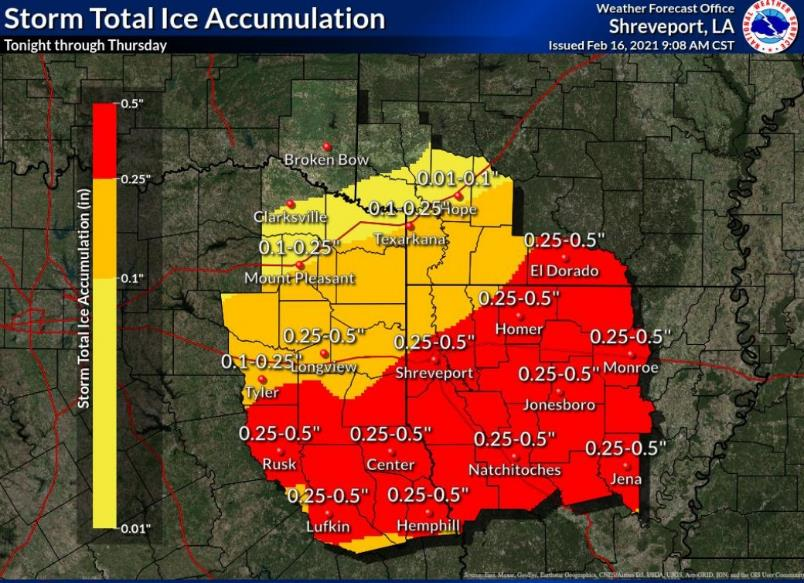 Storm Total Ice Accumulation
Tonight through Thursday
Weather Forecast Office
Shreveport, LA
Issued Feb 16, 2021 9:08 AM CST
NATIONAL WEATHER SERVICE
0.5"
0.25"
0.1"
0.01"
Storm Total Ice Accumulation (in)
Broken Bow
0.01-0.1"
Hope
Clarksville
0.1-0.25"
Texarkana
0.1-0.25"
Mount Pleasant
0.25-0.5"
El Dorado
0.25-0.5"
Homer
0.25-0.5"
Longview
0.25-0.5"
Shreveport
0.25-0.5"
Monroe
0.1-0.25"
Tyler
0.25-0.5"
Jonesboro
0.25-0.5"
Rusk
0.25-0.5"
Center
0.25-0.5"
Natchitoches
0.25-0.5"
Jena
0.25-0.5"
Lufkin
0.25-0.5"
Hemphill